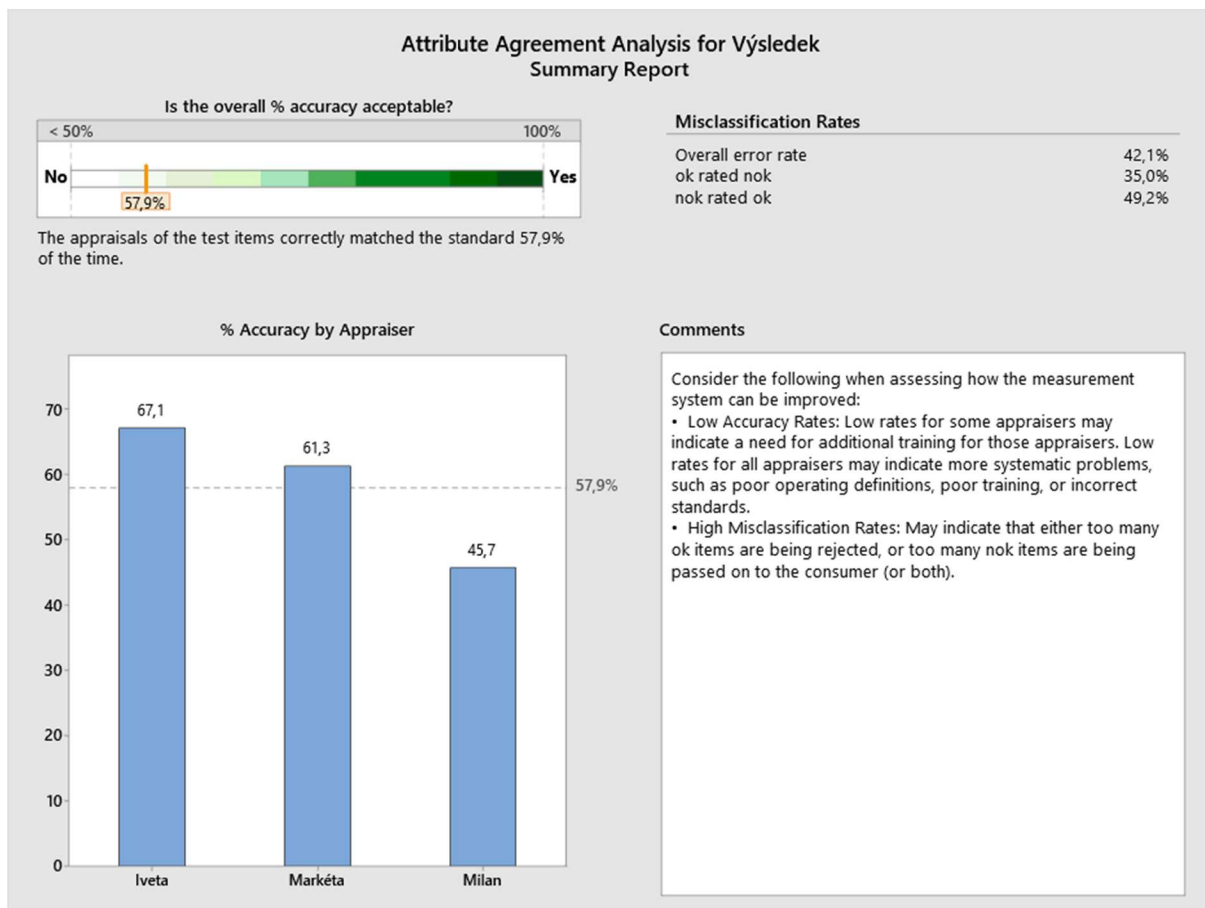 Attribute Agreement Analysis for Výsledek
Summary Report
Is the overall % accuracy acceptable?
< 50% 100%
No Yes
57,9%
The appraisals of the test items correctly matched the standard 57,9%
of the time.
Misclassification Rates
Overall error rate 42,1%
ok rated nok 35,0%
nok rated ok 49,2%
% Accuracy by Appraiser
70
60
50
40
30
20
10
0
67,1
61,3
45,7
57,9%
Iveta Markéta Milan
Comments
Consider the following when assessing how the measurement
system can be improved:
• Low Accuracy Rates: Low rates for some appraisers may
indicate a need for additional training for those appraisers. Low
rates for all appraisers may indicate more systematic problems,
such as poor operating definitions, poor training, or incorrect
standards.
• High Misclassification Rates: May indicate that either too many
ok items are being rejected, or too many nok items are being
passed on to the consumer (or both).